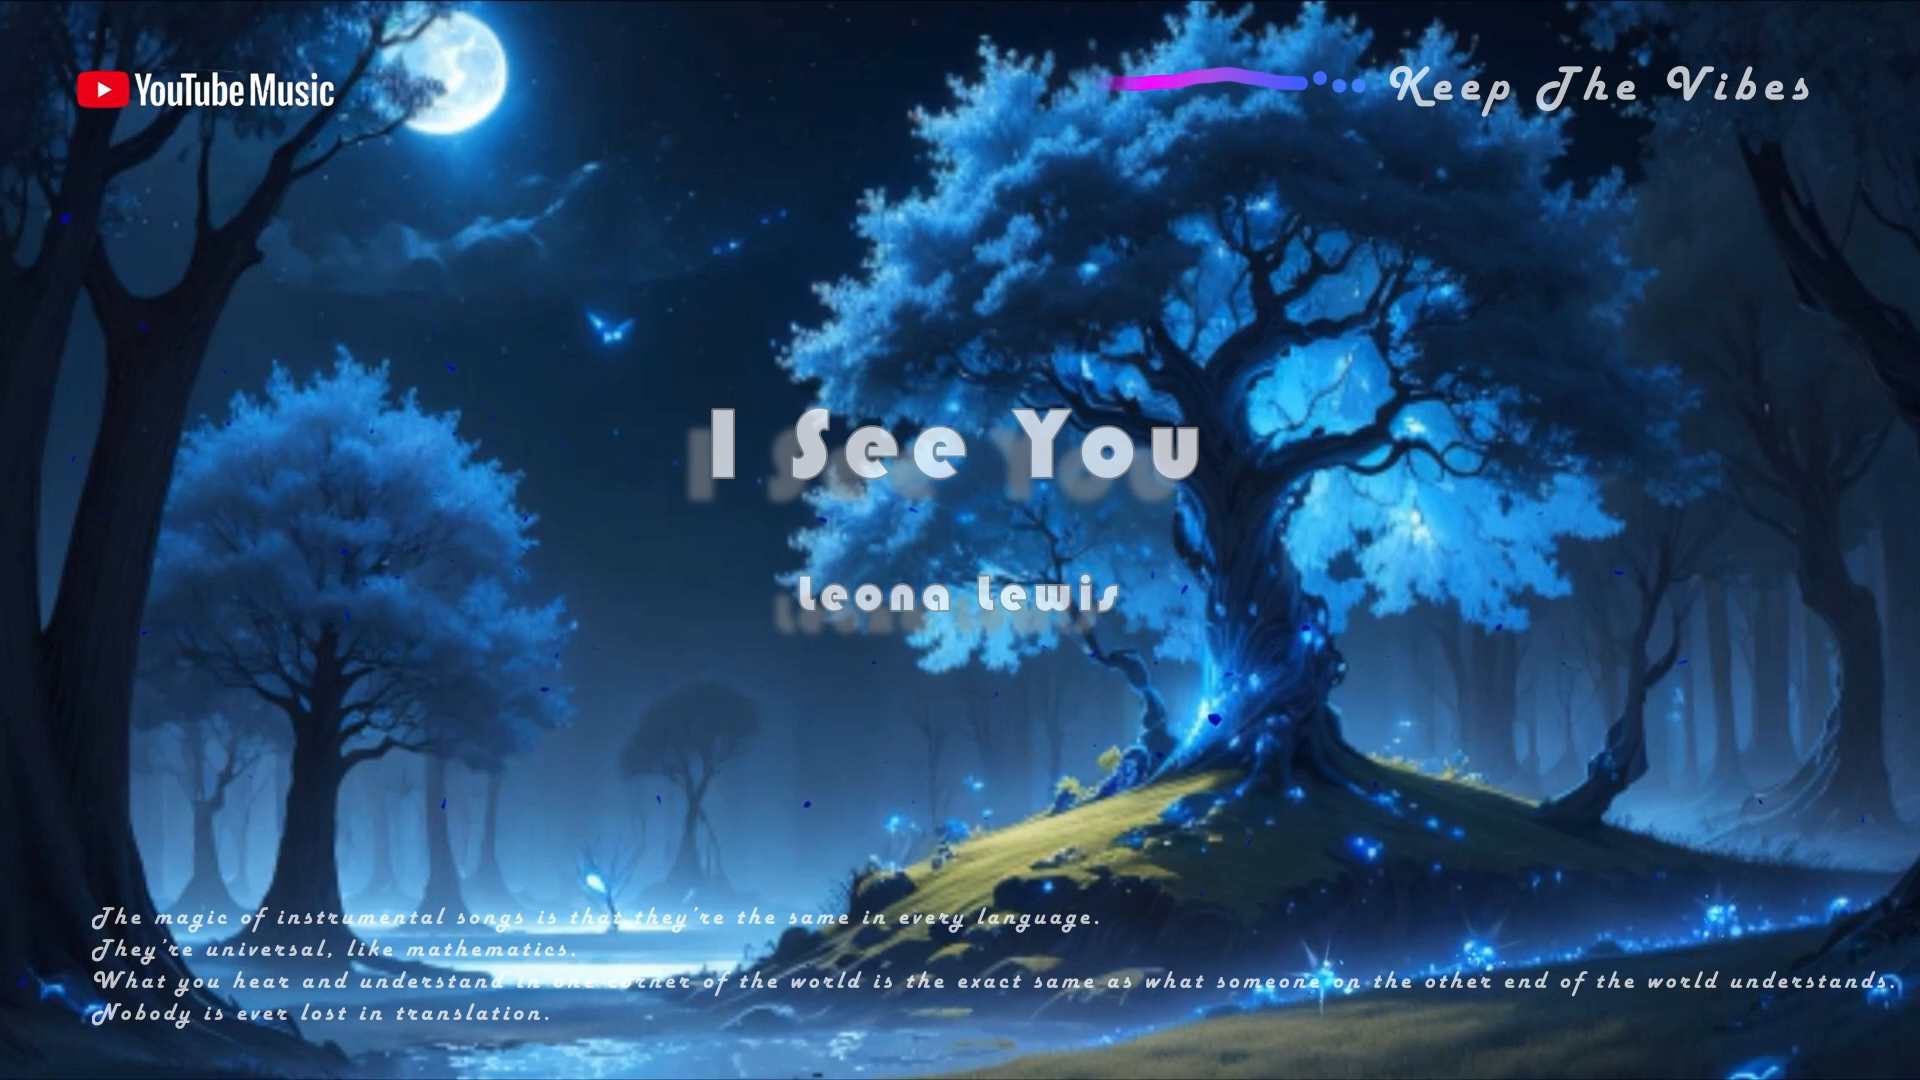 YouTube Music
Keep The Vibes
I See You
Leona Lewis
The magic of instrumental songs is that they're the same in every language.
They're universal, like mathematics.
What you hear and understand in one corner of the world is the exact same as what someone on the other end of the world understands.
Nobody is ever lost in translation.